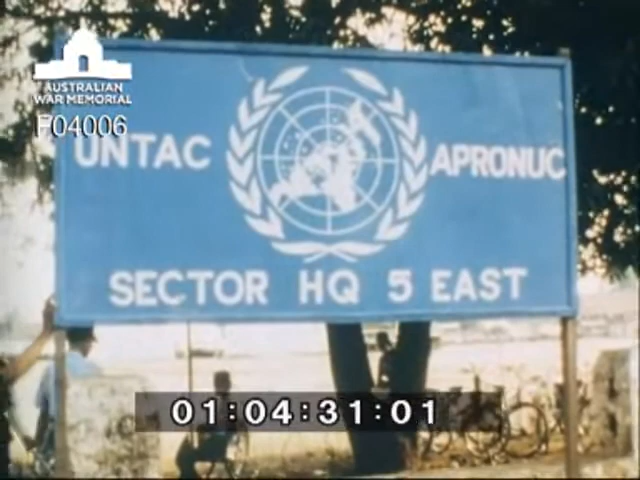 AUSTRALIAN
WAR MEMORIAL
F04006
UNTAC APRONUC
SECTOR HQ 5 EAST
01:04:31:01